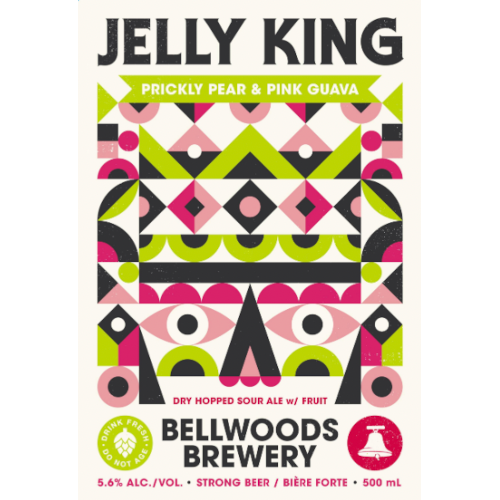 JELLY KING
PRICKLY PEAR & PINK GUAVA
DRY HOPPED SOUR ALE w/ FRUIT
DRINK FRESH
DO NOT AGE
BELLWOODS
BREWERY
5.6% ALC./VOL. • STRONG BEER / BIÈRE FORTE • 500 mL